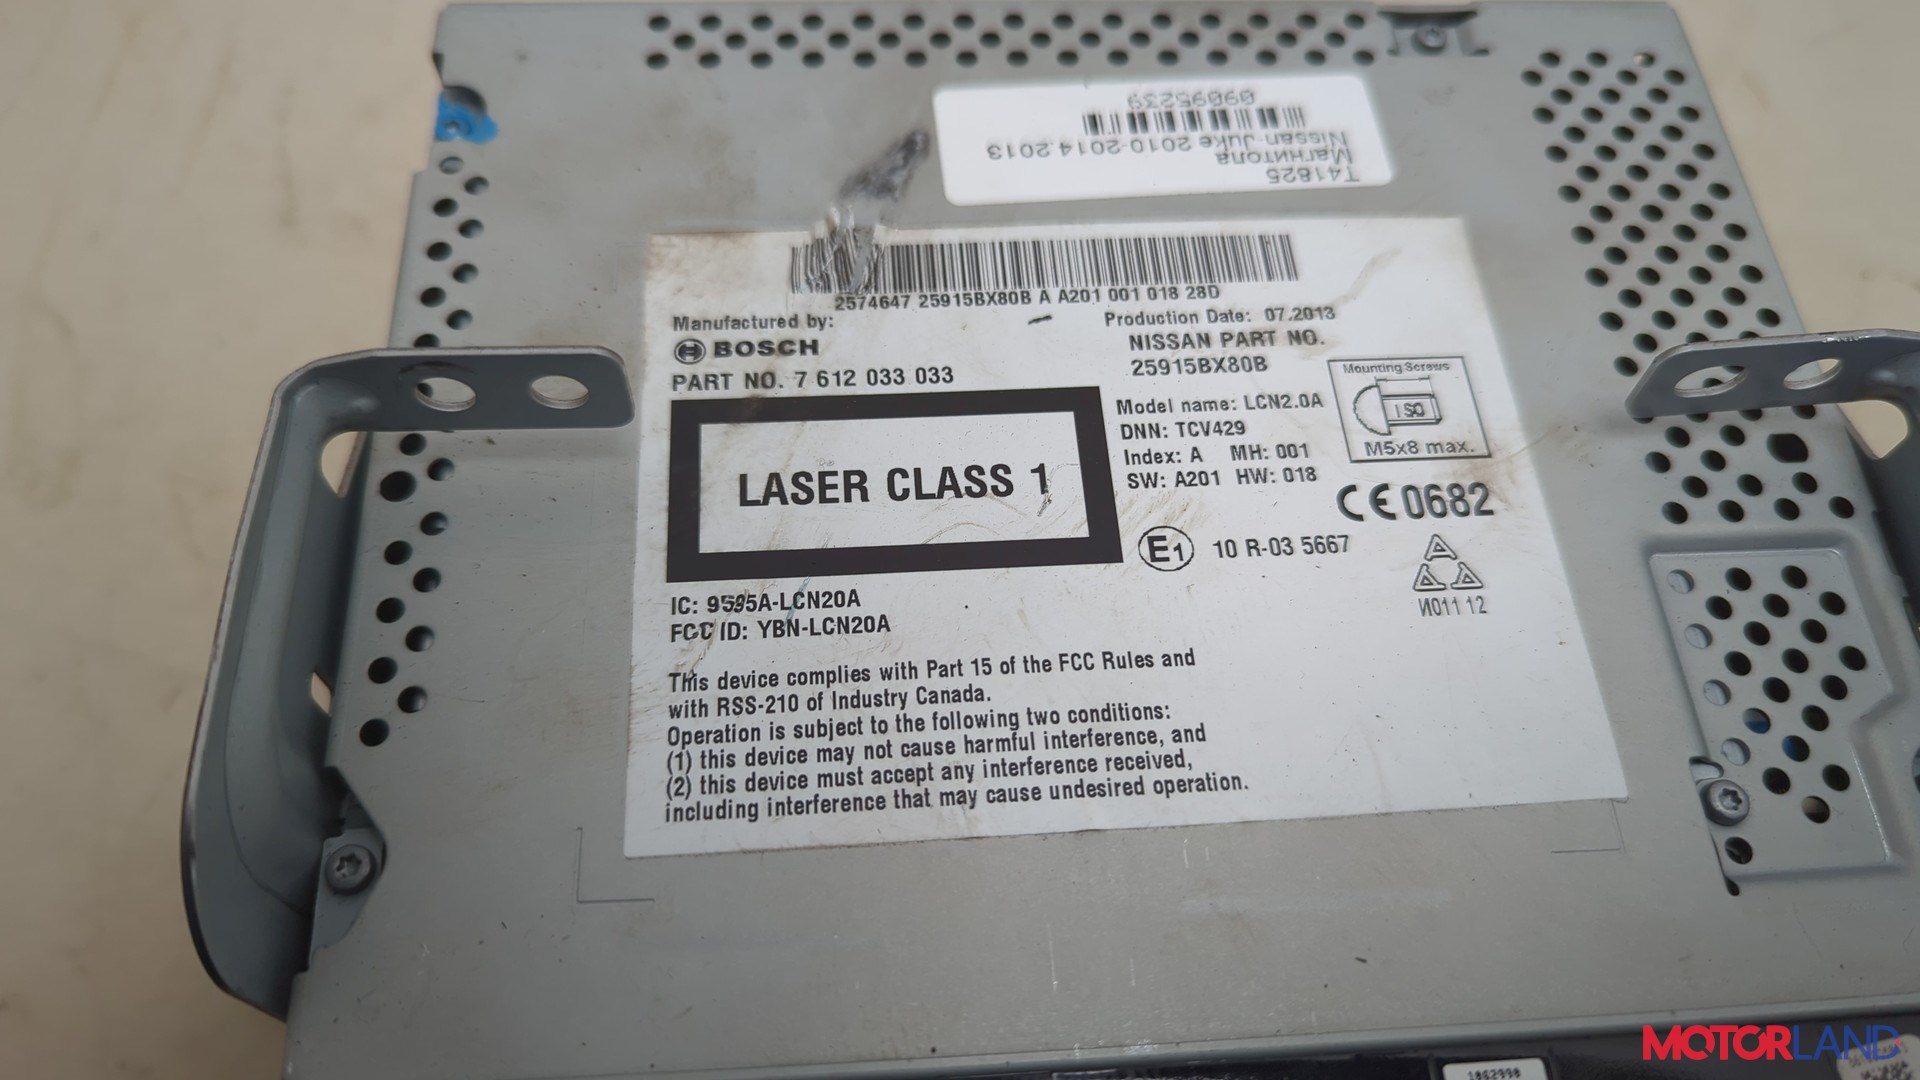 T41825
Магнитола
Nissan Juke 2010-2014 2013
09095239
2574647 25915BX80B A A201 001 018 28D
Manufactured by:
BOSCH
PART NO. 7 612 033 033
Production Date: 07.2013
NISSAN PART NO.
25915BX80B
Model name: LCN2.0A
DNN: TCV429
Index: A MH: 001
SW: A201 HW: 018
Mounting Screws
ISO
M5x8 max.
LASER CLASS 1
CE0682
E1 10 R-03 5667
И011 12
IC: 9595A-LCN20A
FCC ID: YBN-LCN20A
This device complies with Part 15 of the FCC Rules and
with RSS-210 of Industry Canada.
Operation is subject to the following two conditions:
(1) this device may not cause harmful interference, and
(2) this device must accept any interference received,
including interference that may cause undesired operation.
MOTORLAND